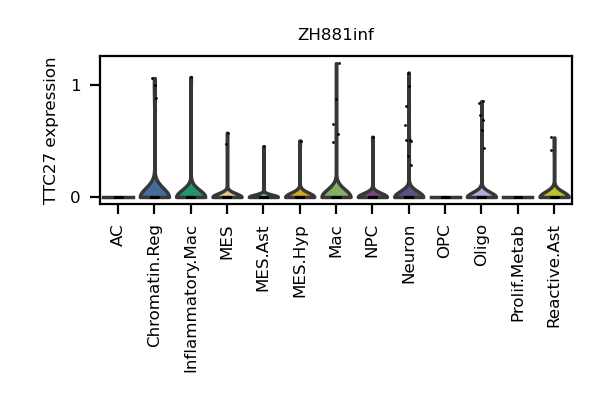 ZH881inf
TTC27 expression
1
0
AC
Chromatin.Reg
Inflammatory.Mac
MES
MES.Ast
MES.Hyp
Mac
NPC
Neuron
OPC
Oligo
Prolif.Metab
Reactive.Ast